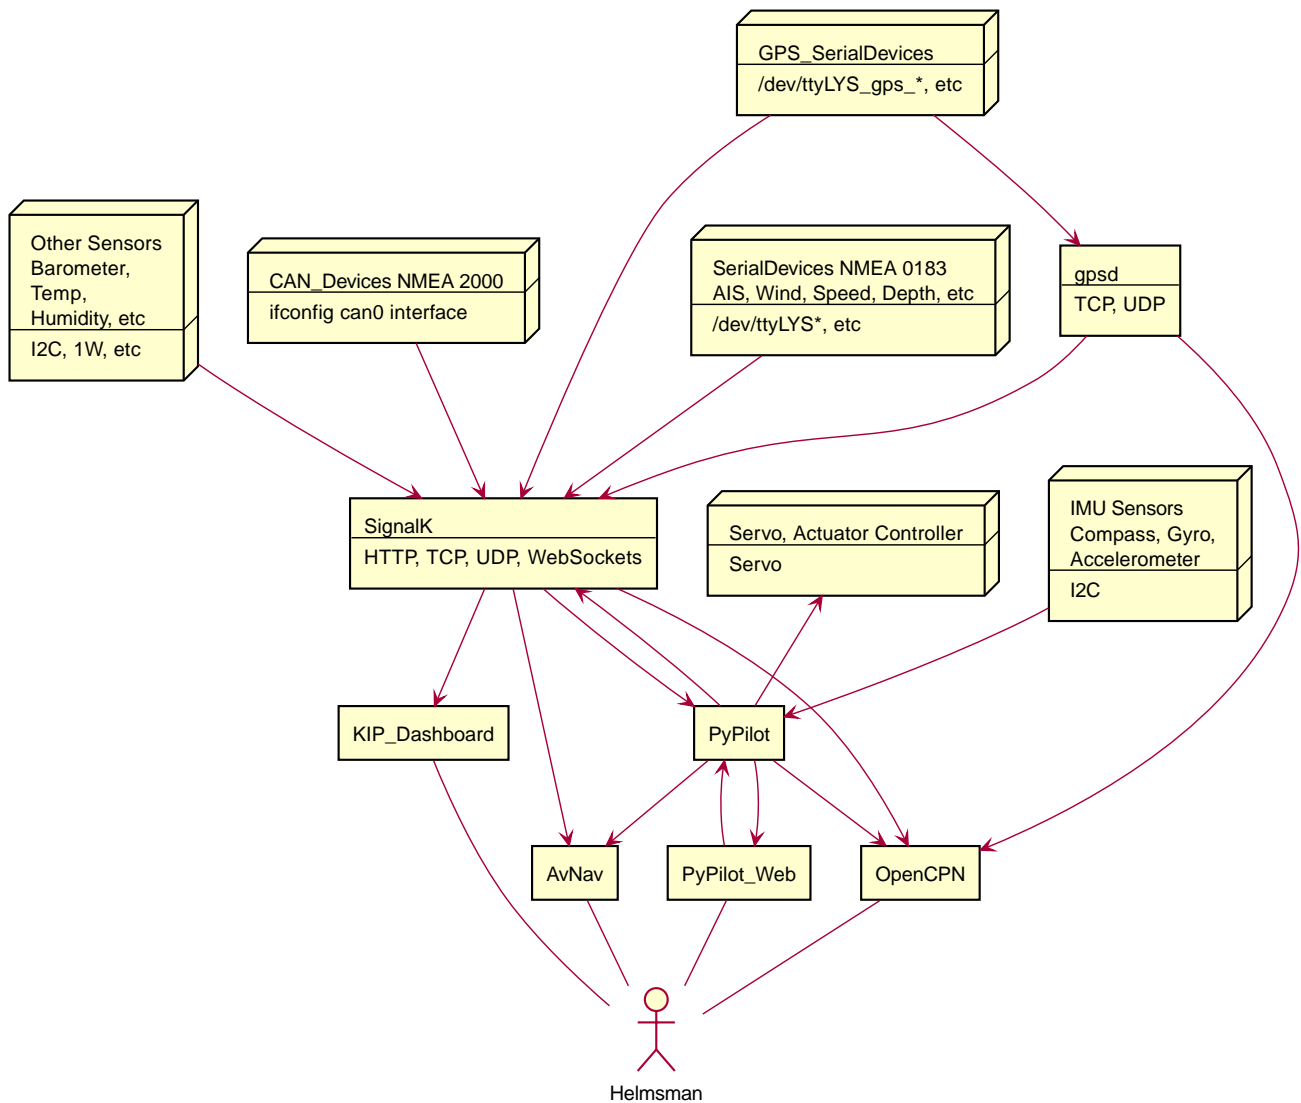 GPS_SerialDevices
/dev/ttyLYS_gps_*, etc
Other Sensors
Barometer,
Temp,
Humidity, etc
I2C, 1W, etc
CAN_Devices NMEA 2000
ifconfig can0 interface
SerialDevices NMEA 0183
AIS, Wind, Speed, Depth, etc
/dev/ttyLYS*, etc
gpsd
TCP, UDP
SignalK
HTTP, TCP, UDP, WebSockets
Servo, Actuator Controller
Servo
IMU Sensors
Compass, Gyro,
Accelerometer
I2C
KIP_Dashboard
PyPilot
AvNav
PyPilot_Web
OpenCPN
Helmsman